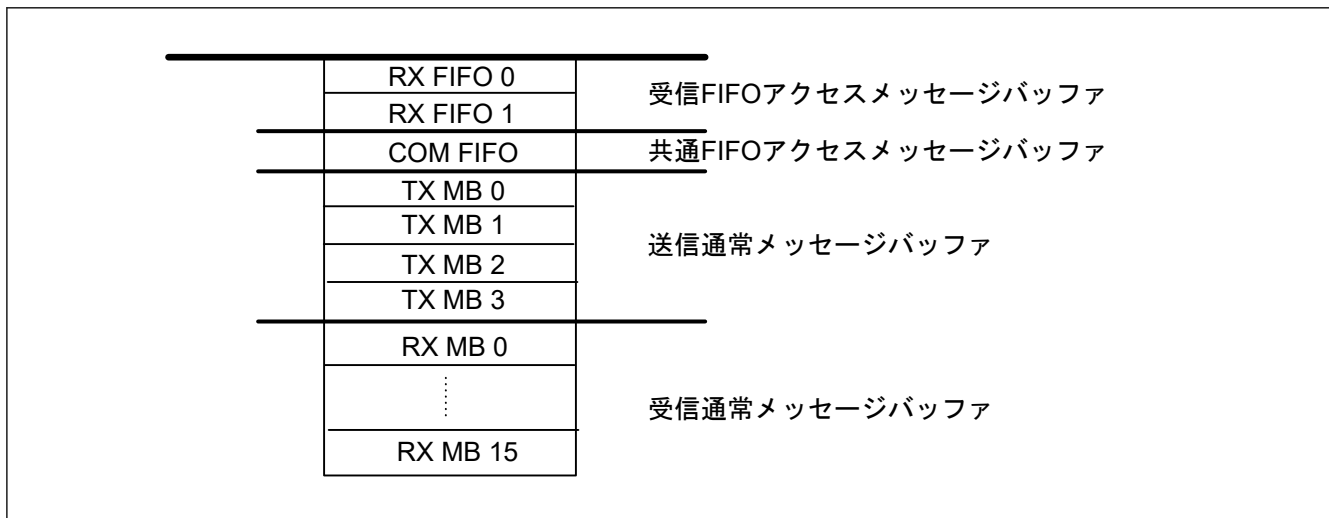 RX FIFO 0
RX FIFO 1
受信FIFOアクセスメッセージバッファ
COM FIFO
共通FIFOアクセスメッセージバッファ
TX MB 0
TX MB 1
TX MB 2
TX MB 3
送信通常メッセージバッファ
RX MB 0
RX MB 15
受信通常メッセージバッファ